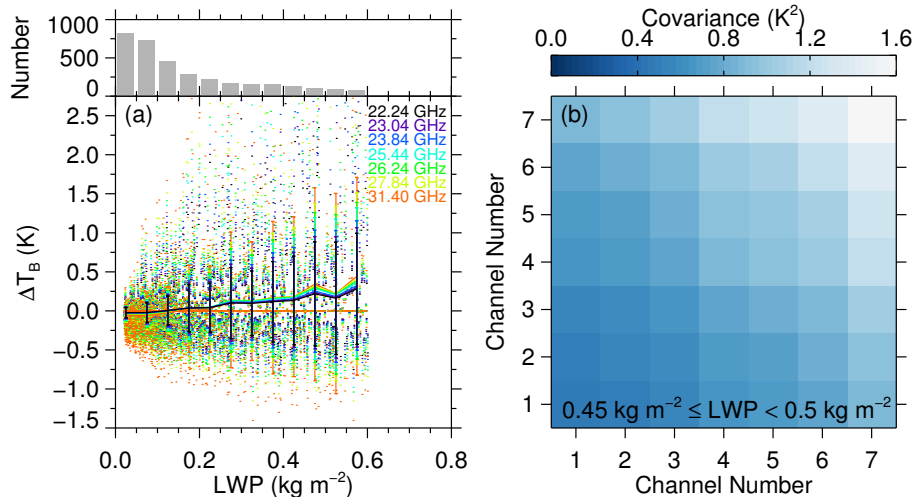 Number
1000
500
0
(a)
22.24 GHz
23.04 GHz
23.84 GHz
25.44 GHz
26.24 GHz
27.84 GHz
31.40 GHz
2.5
2.0
1.5
1.0
0.5
0.0
−0.5
−1.0
−1.5
ΔT_B (K)
0.0 0.2 0.4 0.6 0.8
LWP (kg m⁻²)
Covariance (K²)
0.0 0.4 0.8 1.2 1.6
(b)
7
6
5
4
3
2
1
Channel Number
0.45 kg m⁻² ≤ LWP < 0.5 kg m⁻²
1 2 3 4 5 6 7
Channel Number